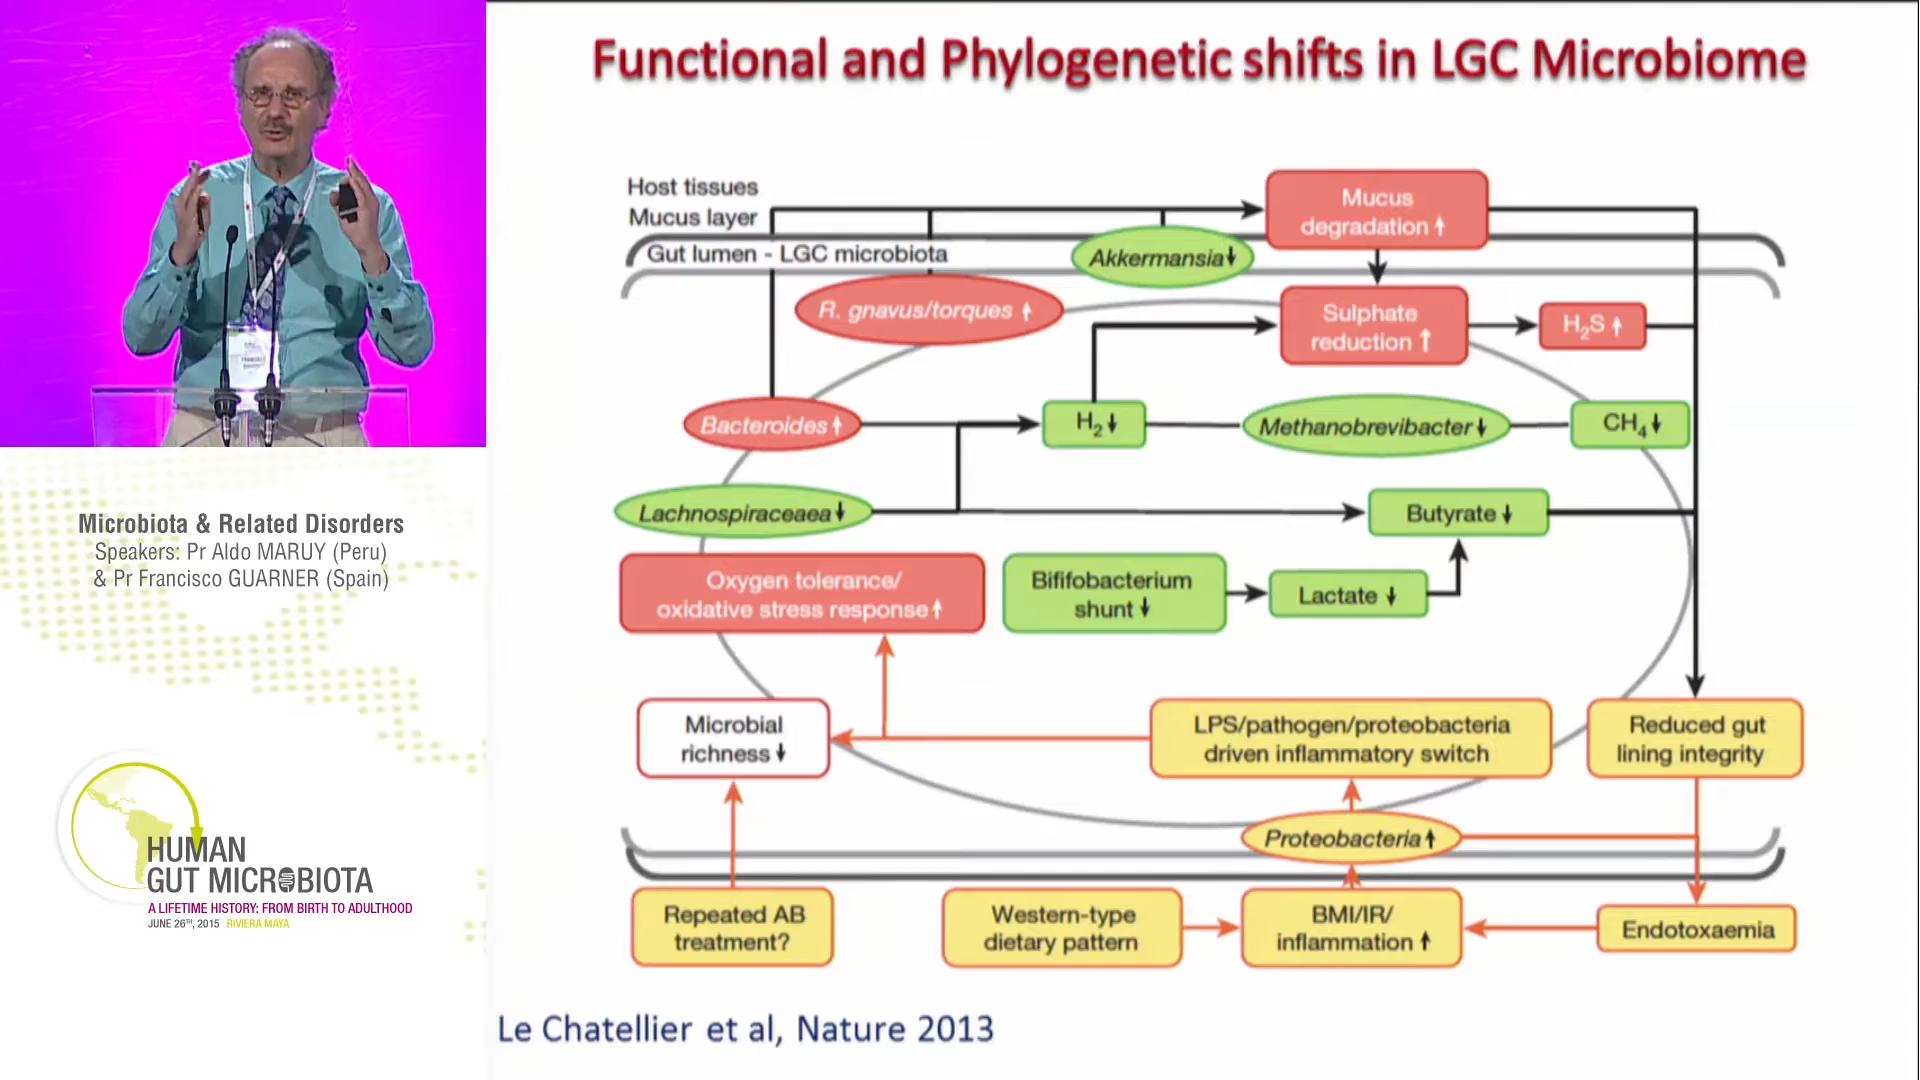 Functional and Phylogenetic shifts in LGC Microbiome
Host tissues
Mucus layer
Gut lumen - LGC microbiota
Mucus
degradation ↑
Akkermansia ↓
R. gnavus/torques ↑
Sulphate
reduction ↑
H₂S ↑
Bacteroides ↑
H₂ ↓
Methanobrevibacter ↓
CH₄ ↓
Lachnospiraceaea ↓
Butyrate ↓
Oxygen tolerance/
oxidative stress response ↑
Bififobacterium
shunt ↓
Lactate ↓
Microbial
richness ↓
LPS/pathogen/proteobacteria
driven inflammatory switch
Reduced gut
lining integrity
Proteobacteria ↑
Repeated AB
treatment?
Western-type
dietary pattern
BMI/IR/
inflammation ↑
Endotoxaemia
Le Chatellier et al, Nature 2013
Microbiota & Related Disorders
Speakers: Pr Aldo MARUY (Peru)
& Pr Francisco GUARNER (Spain)
HUMAN
GUT MICROBIOTA
A LIFETIME HISTORY: FROM BIRTH TO ADULTHOOD
JUNE 26TH, 2015 RIVIERA MAYA